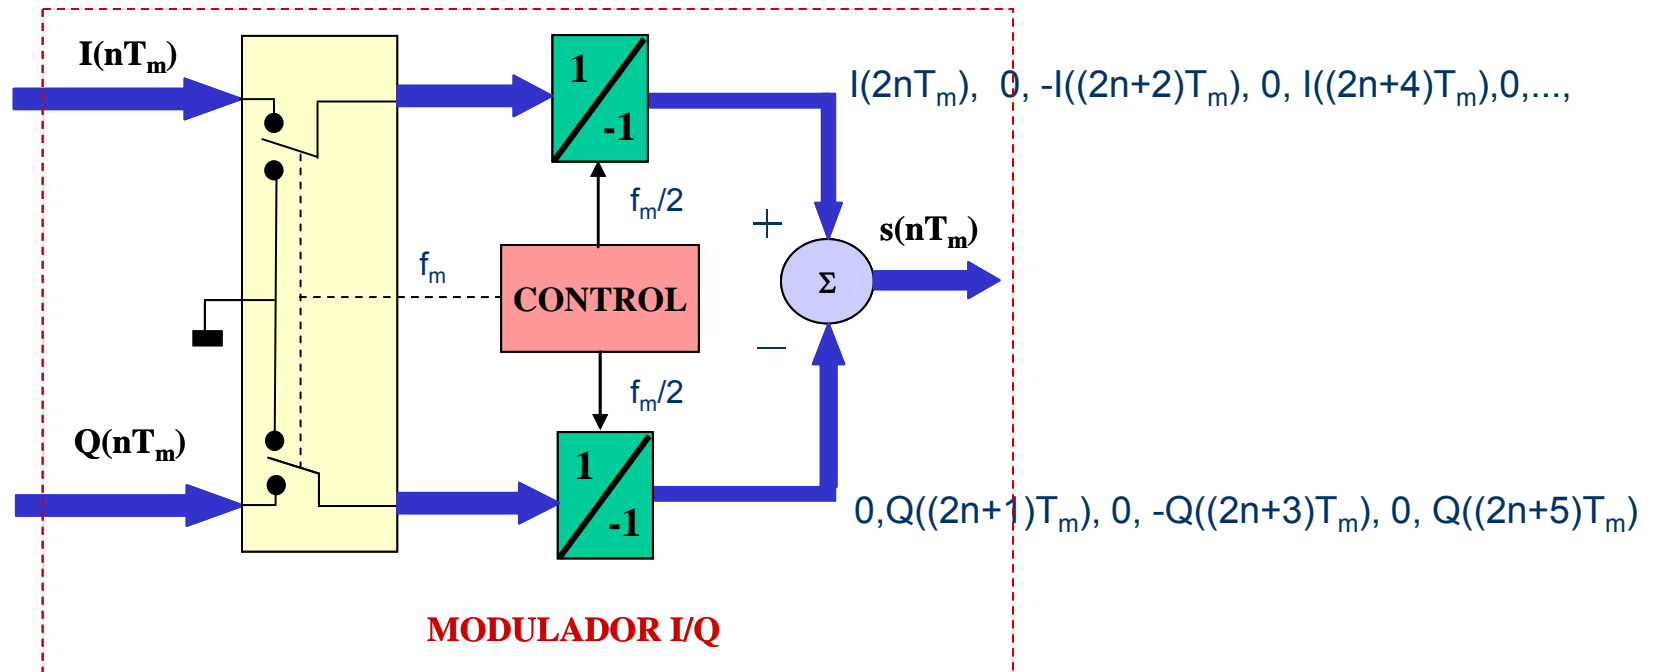 I(nTm)
1
-1
I(2nTm), 0, -I((2n+2)Tm), 0, I((2n+4)Tm),0,...,
fm/2
+
s(nTm)
fm
CONTROL
Σ
−
fm/2
Q(nTm)
1
-1
0,Q((2n+1)Tm), 0, -Q((2n+3)Tm), 0, Q((2n+5)Tm)
MODULADOR I/Q